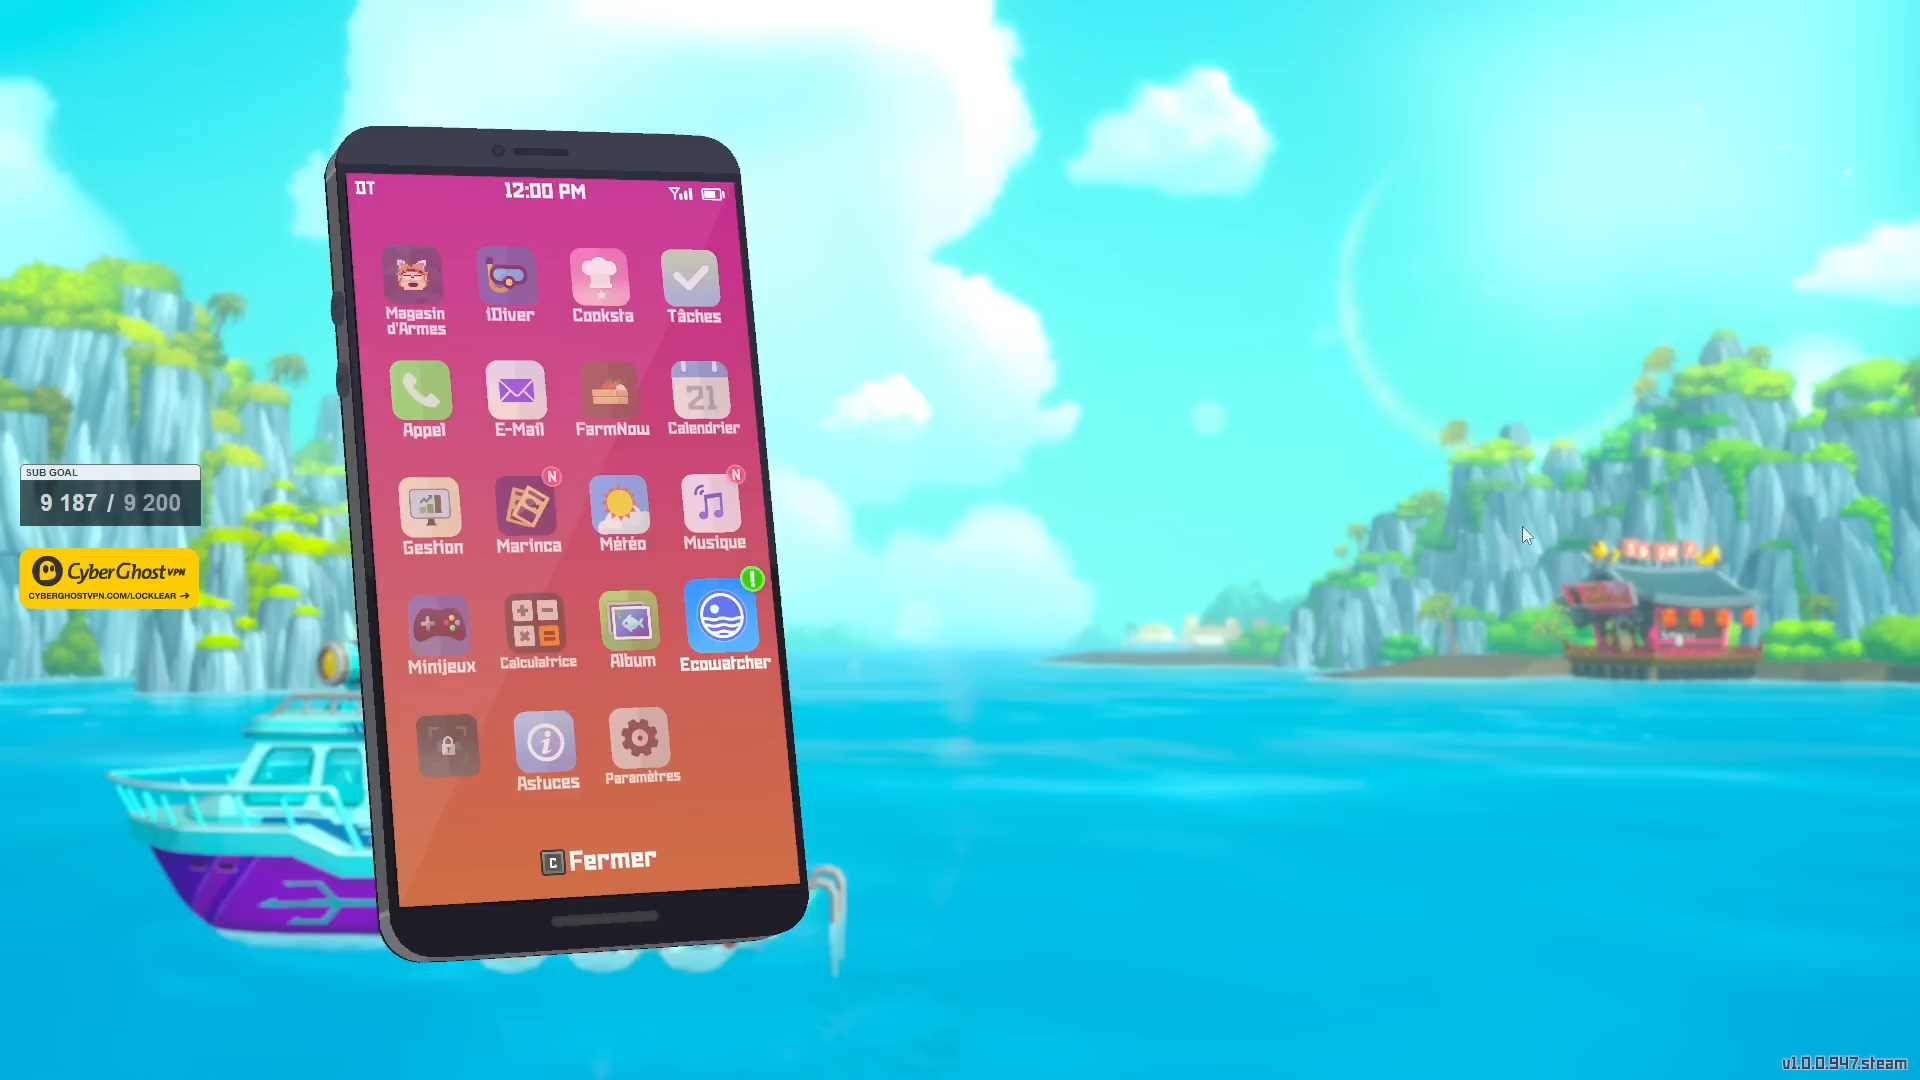 DT
12:00 PM
Magasin
d'Armes
iDiver
Cooksta
Tâches
Appel
E-Mail
FarmNow
21
Calendrier
Gestion
N
Marinca
Météo
N
Musique
Minijeux
Calculatrice
Album
!
Ecowatcher
Astuces
Paramètres
C Fermer
SUB GOAL
9 187 / 9 200
CyberGhost VPN
CYBERGHOSTVPN.COM/LOCKLEAR →
v1.0.0.947.steam